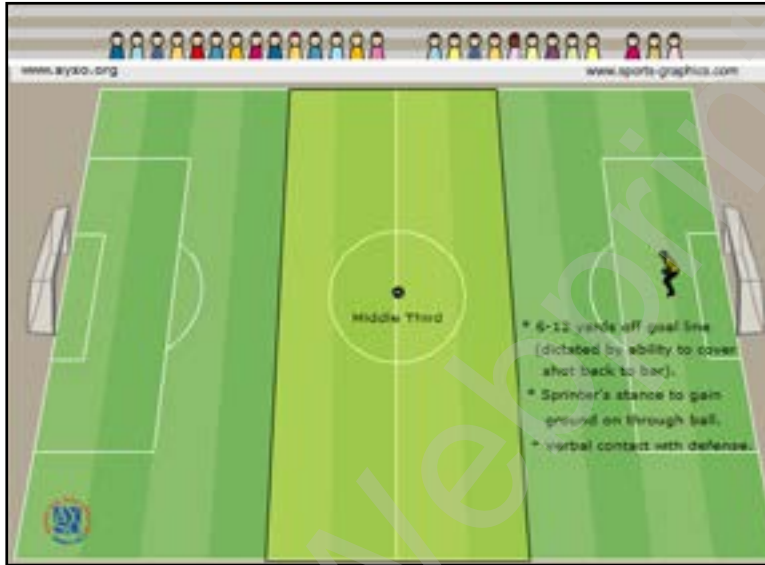 www.ayso.org
www.sports-graphics.com
Middle Third
* 6-12 yards off goal line
(dictated by ability to cover
shot back to bar).
* Sprinter's stance to gain
ground on through ball.
* Verbal contact with defense.